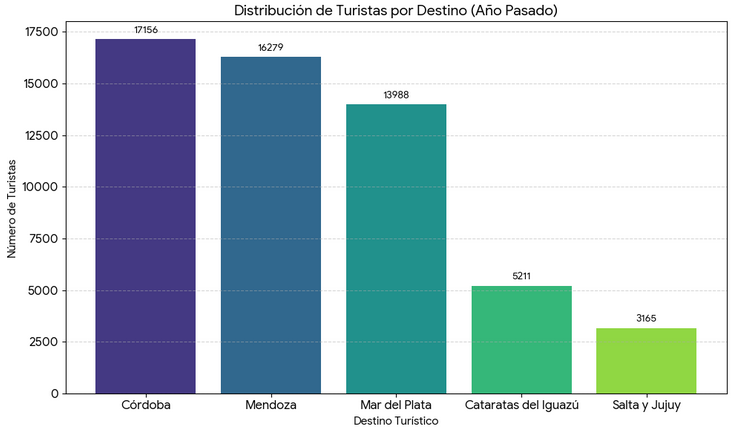 Distribución de Turistas por Destino (Año Pasado)
17500
15000
12500
10000
7500
5000
2500
0
Número de Turistas
17156
16279
13988
5211
3165
Córdoba
Mendoza
Mar del Plata
Cataratas del Iguazú
Salta y Jujuy
Destino Turístico